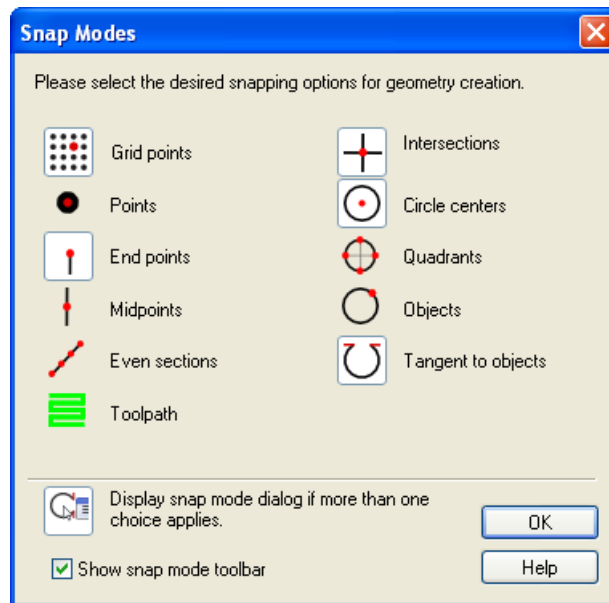 Snap Modes
Please select the desired snapping options for geometry creation.
Grid points
Intersections
Points
Circle centers
End points
Quadrants
Midpoints
Objects
Even sections
Tangent to objects
Toolpath
Display snap mode dialog if more than one
choice applies.
OK
Show snap mode toolbar
Help